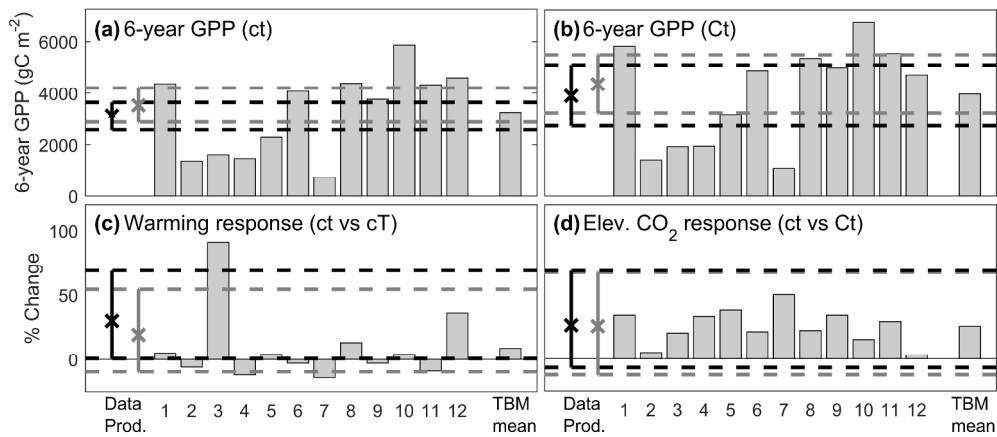 (a) 6-year GPP (ct)
(b) 6-year GPP (Ct)
6-year GPP (gC m⁻²)
6000
4000
2000
0
(c) Warming response (ct vs cT)
(d) Elev. CO₂ response (ct vs Ct)
% Change
100
50
0
Data Prod. 1 2 3 4 5 6 7 8 9 10 11 12 TBM mean
Data Prod. 1 2 3 4 5 6 7 8 9 10 11 12 TBM mean